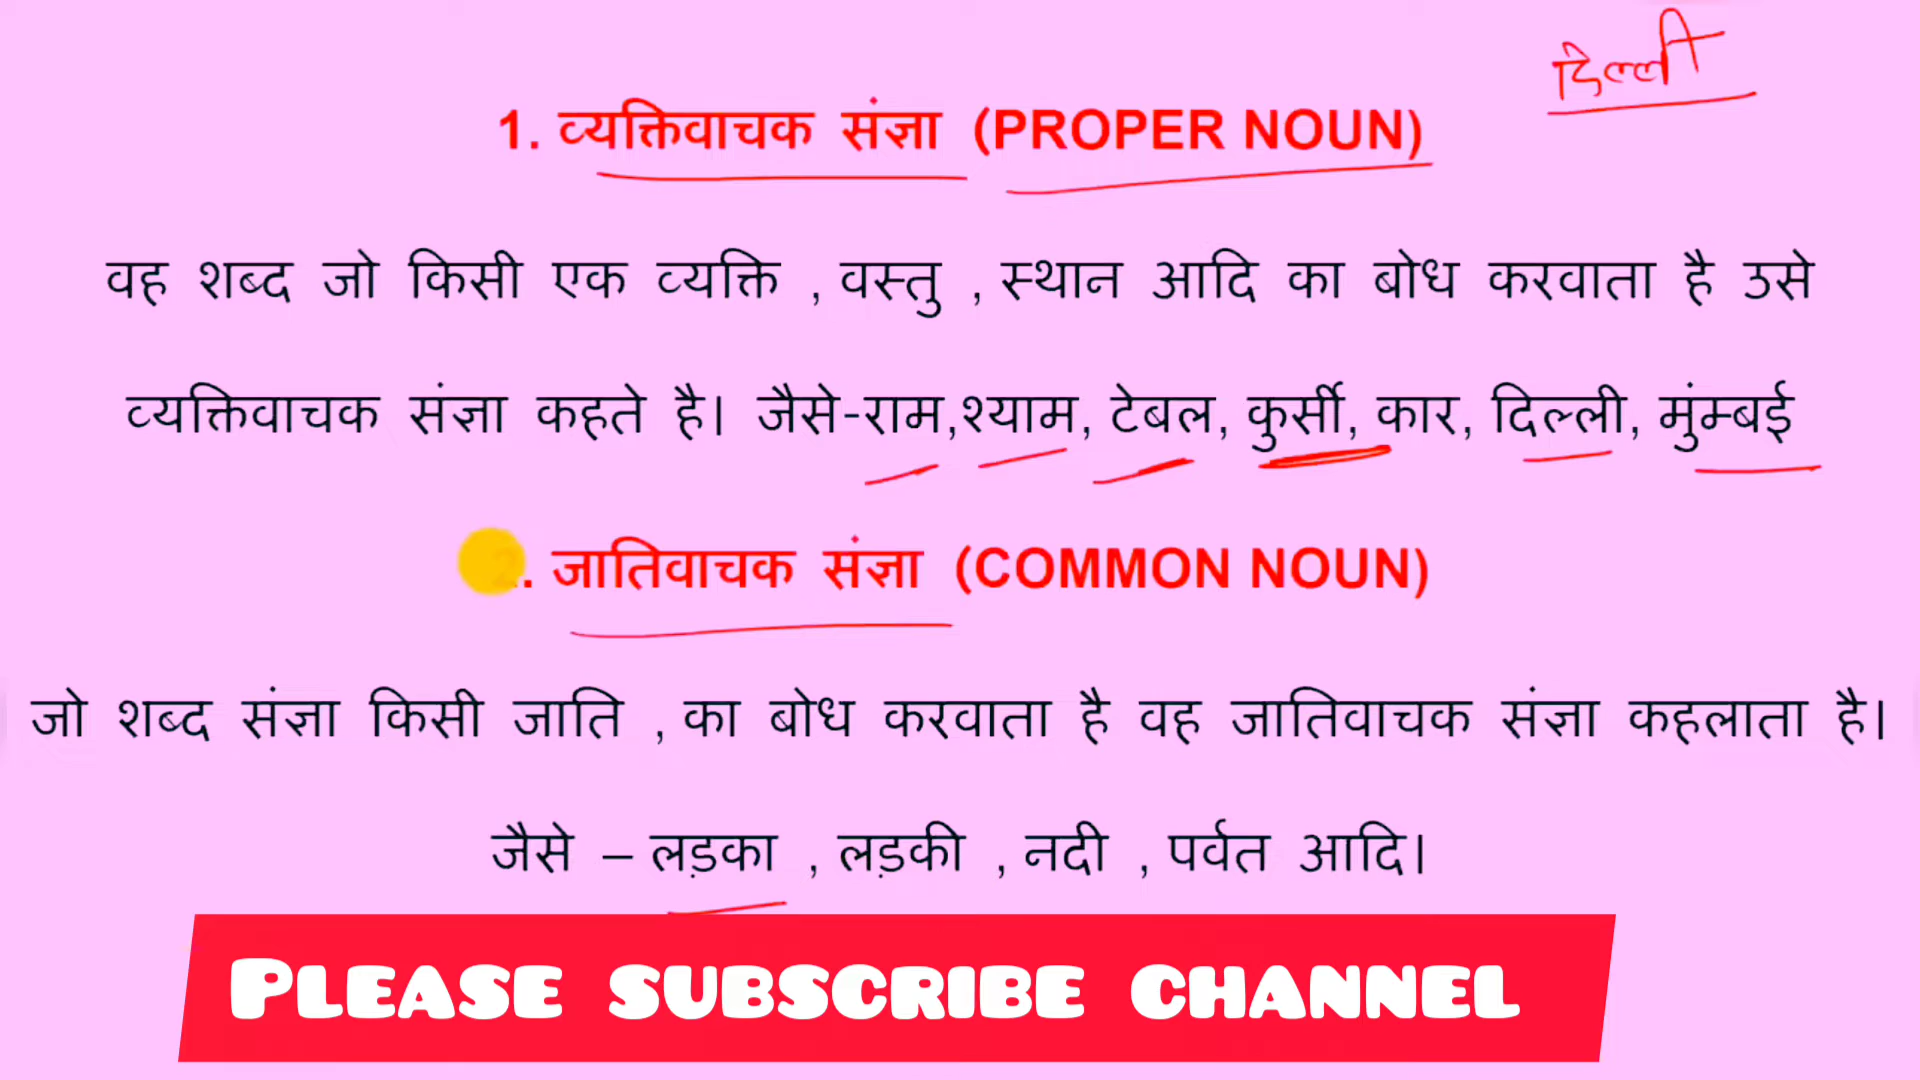 दिल्ली
1. व्यक्तिवाचक संज्ञा (PROPER NOUN)
वह शब्द जो किसी एक व्यक्ति , वस्तु , स्थान आदि का बोध करवाता है उसे
व्यक्तिवाचक संज्ञा कहते है। जैसे-राम,श्याम, टेबल, कुर्सी, कार, दिल्ली, मुंम्बई
2. जातिवाचक संज्ञा (COMMON NOUN)
जो शब्द संज्ञा किसी जाति , का बोध करवाता है वह जातिवाचक संज्ञा कहलाता है।
जैसे – लड़का , लड़की , नदी , पर्वत आदि।
PLEASE SUBSCRIBE CHANNEL